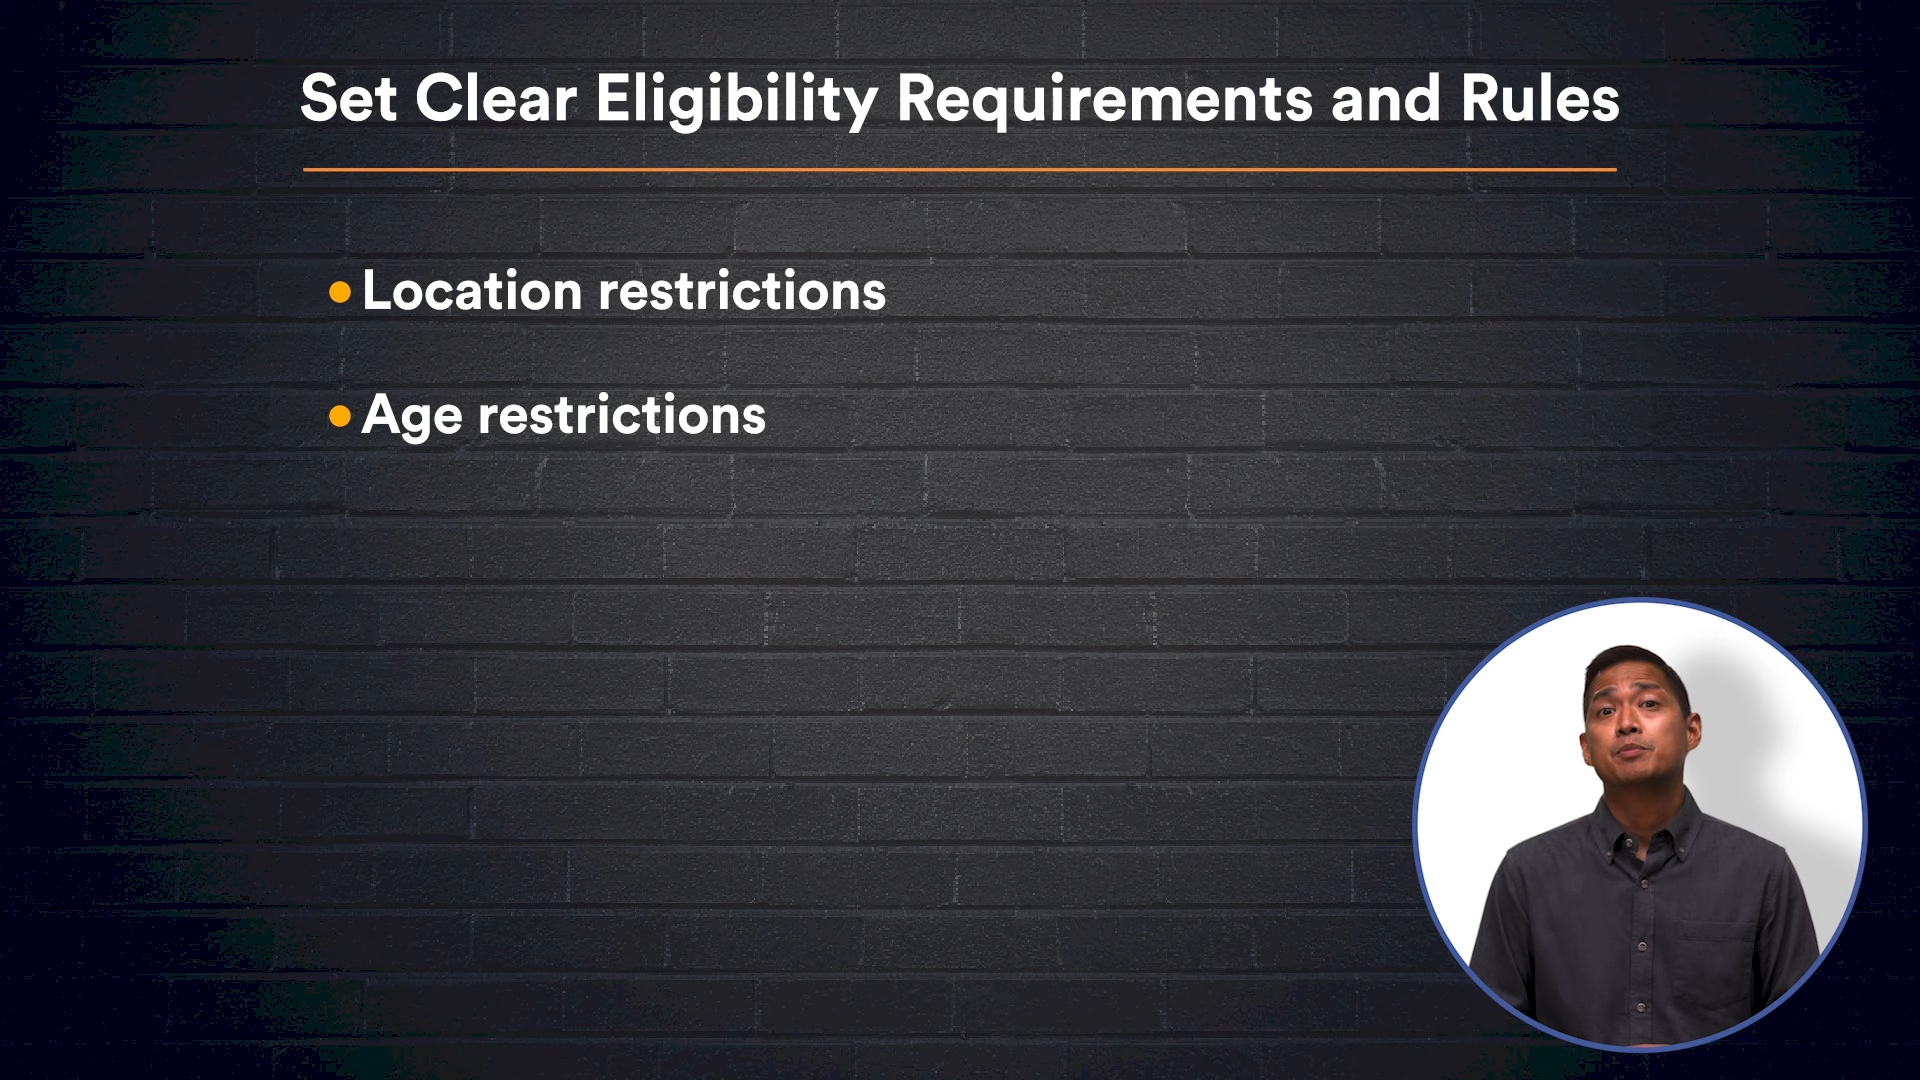 Set Clear Eligibility Requirements and Rules
Location restrictions
Age restrictions